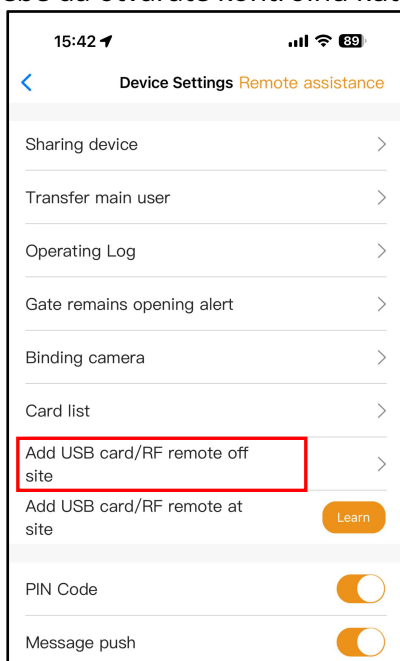 15:42
89
Device Settings Remote assistance
Sharing device
Transfer main user
Operating Log
Gate remains opening alert
Binding camera
Card list
Add USB card/RF remote off
site
Add USB card/RF remote at
site
Learn
PIN Code
Message push